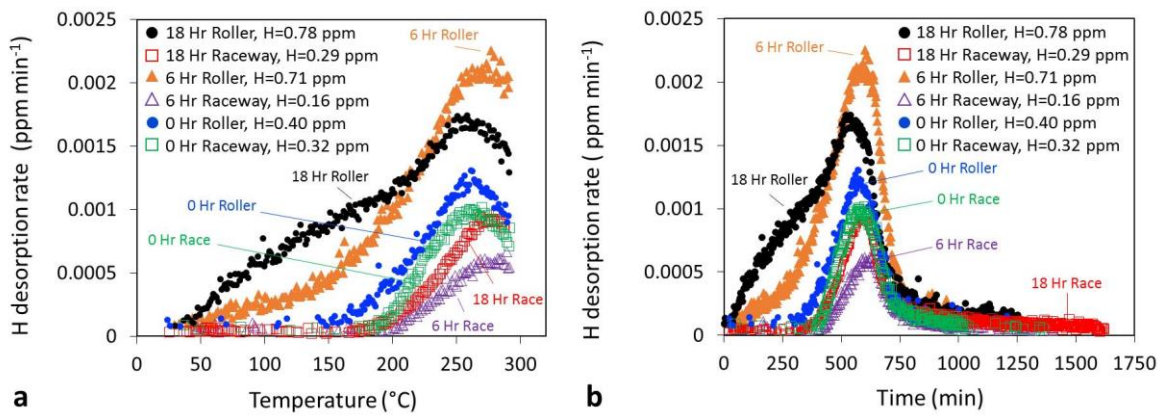 H desorption rate (ppm min-1)
0.0025
0.002
0.0015
0.001
0.0005
0
18 Hr Roller, H=0.78 ppm
18 Hr Raceway, H=0.29 ppm
6 Hr Roller, H=0.71 ppm
6 Hr Raceway, H=0.16 ppm
0 Hr Roller, H=0.40 ppm
0 Hr Raceway, H=0.32 ppm
6 Hr Roller
18 Hr Roller
0 Hr Roller
0 Hr Race
18 Hr Race
6 Hr Race
0 50 100 150 200 250 300
Temperature (°C)
a
H desorption rate ( ppm min-1)
0.0025
0.002
0.0015
0.001
0.0005
0
18 Hr Roller, H=0.78 ppm
18 Hr Raceway, H=0.29 ppm
6 Hr Roller, H=0.71 ppm
6 Hr Raceway, H=0.16 ppm
0 Hr Roller, H=0.40 ppm
0 Hr Raceway, H=0.32 ppm
6 Hr Roller
18 Hr Roller
0 Hr Roller
0 Hr Race
6 Hr Race
18 Hr Race
0 250 500 750 1000 1250 1500 1750
Time (min)
b